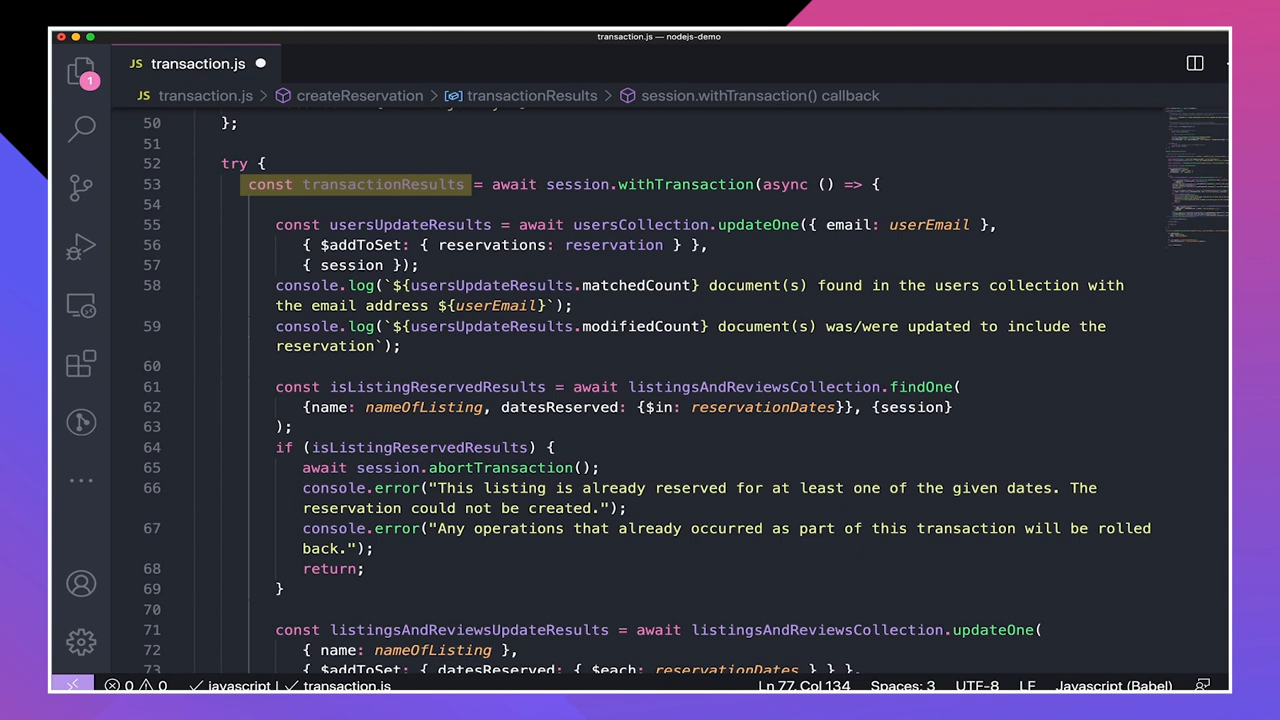 transaction.js — nodejs-demo
JS transaction.js
1
JS transaction.js > createReservation > transactionResults > session.withTransaction() callback
50 };
51
52 try {
53 const transactionResults = await session.withTransaction(async () => {
54
55 const usersUpdateResults = await usersCollection.updateOne({ email: userEmail },
56 { $addToSet: { reservations: reservation } },
57 { session });
58 console.log(`${usersUpdateResults.matchedCount} document(s) found in the users collection with
the email address ${userEmail}`);
59 console.log(`${usersUpdateResults.modifiedCount} document(s) was/were updated to include the
reservation`);
60
61 const isListingReservedResults = await listingsAndReviewsCollection.findOne(
62 {name: nameOfListing, datesReserved: {$in: reservationDates}}, {session}
63 );
64 if (isListingReservedResults) {
65 await session.abortTransaction();
66 console.error("This listing is already reserved for at least one of the given dates. The
reservation could not be created.");
67 console.error("Any operations that already occurred as part of this transaction will be rolled
back.");
68 return;
69 }
70
71 const listingsAndReviewsUpdateResults = await listingsAndReviewsCollection.updateOne(
72 { name: nameOfListing },
73 { $addToSet: { datesReserved: { $each: reservationDates } } },
0 0 javascript | transaction.js Ln 77, Col 134 Spaces: 3 UTF-8 LF Javascript (Babel)